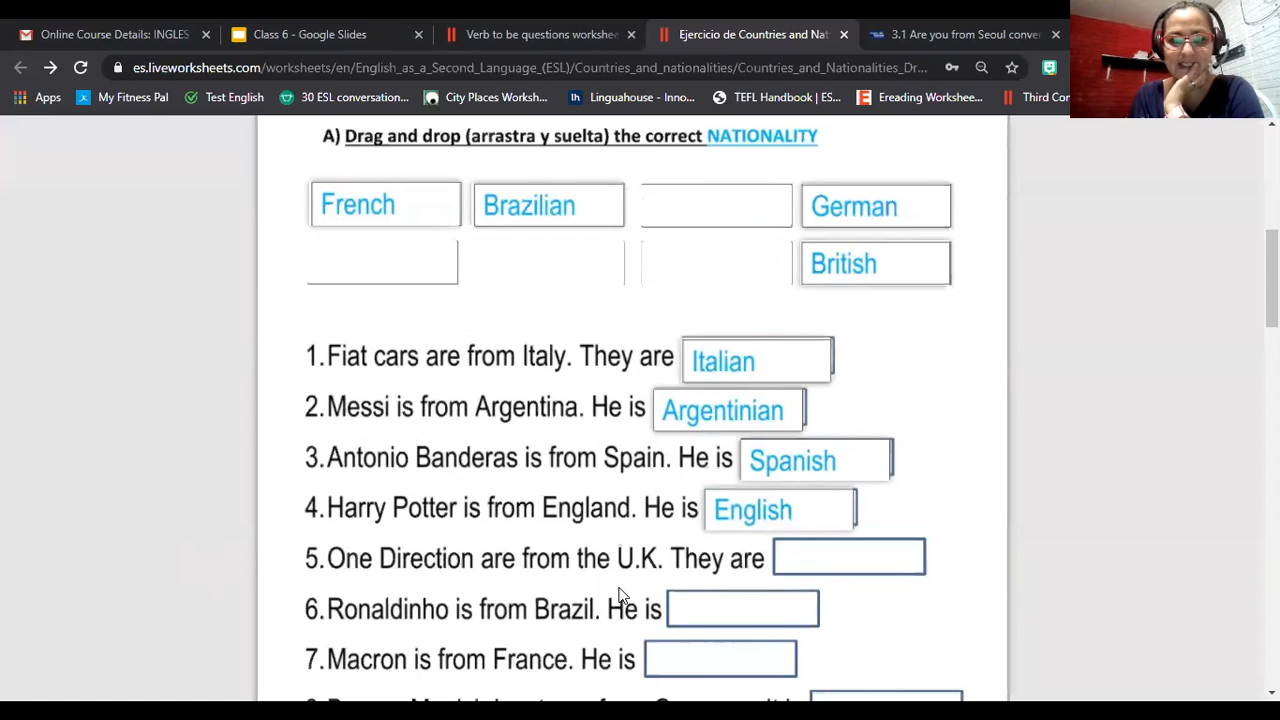 Online Course Details: INGLES
Class 6 - Google Slides
Verb to be questions workshe
Ejercicio de Countries and Nat
3.1 Are you from Seoul conver
es.liveworksheets.com/worksheets/en/English_as_a_Second_Language_(ESL)/Countries_and_nationalities/Countries_and_Nationalities_Dr...
Apps
My Fitness Pal
Test English
30 ESL conversation...
City Places Worksh...
Linguahouse - Inno...
TEFL Handbook | ES...
Ereading Workshee...
Third Con
A) Drag and drop (arrastra y suelta) the correct NATIONALITY
French Brazilian German
British
1.Fiat cars are from Italy. They are Italian
2.Messi is from Argentina. He is Argentinian
3.Antonio Banderas is from Spain. He is Spanish
4.Harry Potter is from England. He is English
5.One Direction are from the U.K. They are
6.Ronaldinho is from Brazil. He is
7.Macron is from France. He is